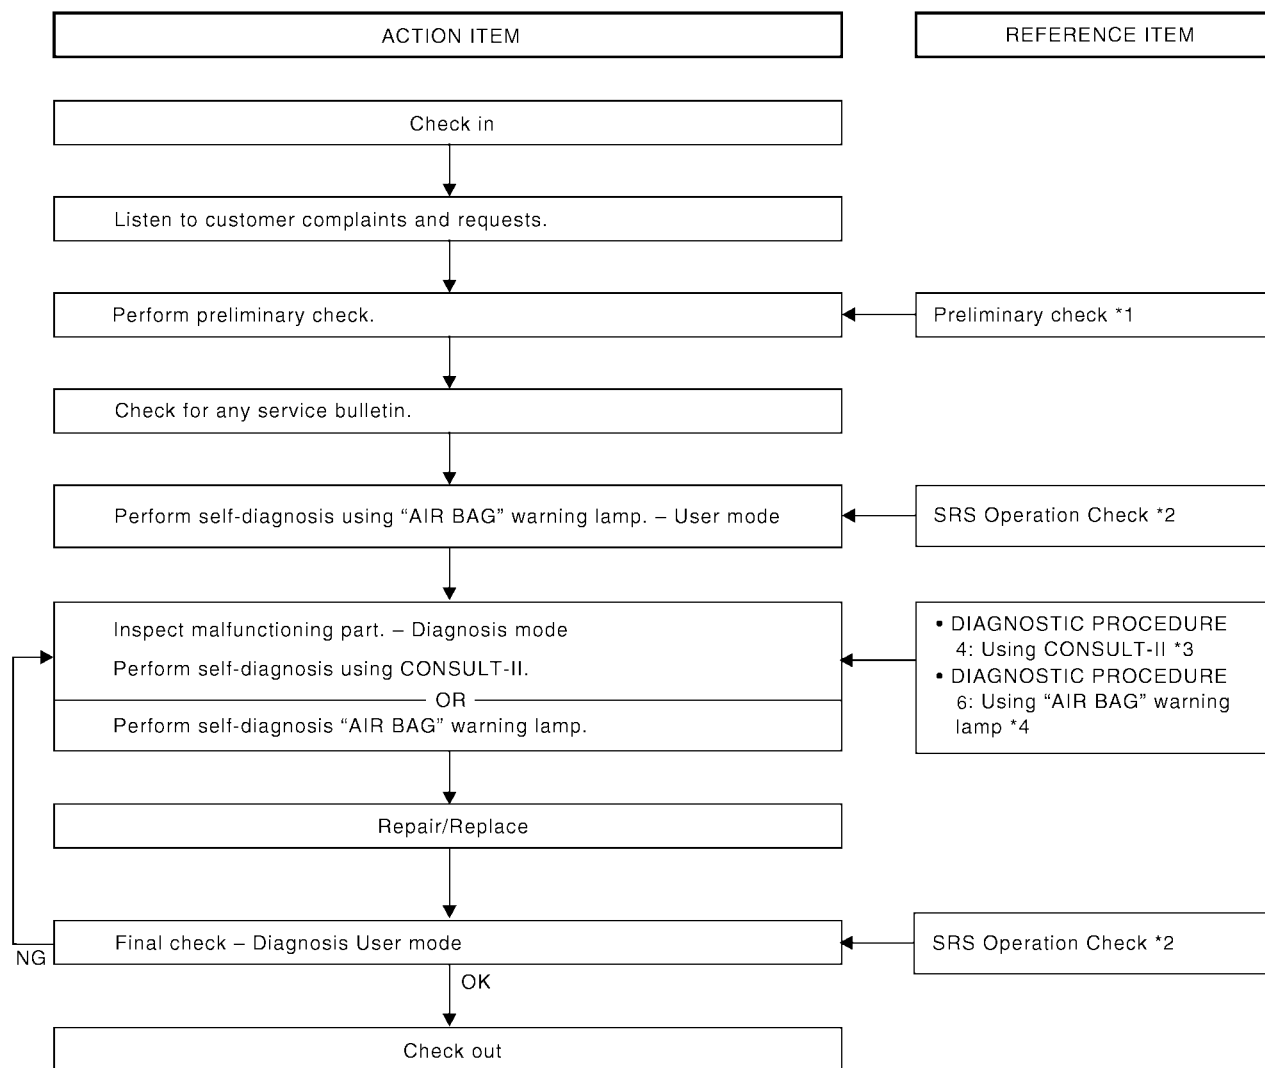 ACTION ITEM
REFERENCE ITEM
Check in
Listen to customer complaints and requests.
Perform preliminary check.
Preliminary check *1
Check for any service bulletin.
Perform self-diagnosis using “AIR BAG” warning lamp. – User mode
SRS Operation Check *2
Inspect malfunctioning part. – Diagnosis mode
Perform self-diagnosis using CONSULT-II.
OR
Perform self-diagnosis “AIR BAG” warning lamp.
• DIAGNOSTIC PROCEDURE
4: Using CONSULT-II *3
• DIAGNOSTIC PROCEDURE
6: Using “AIR BAG” warning
lamp *4
Repair/Replace
Final check – Diagnosis User mode
SRS Operation Check *2
NG
OK
Check out